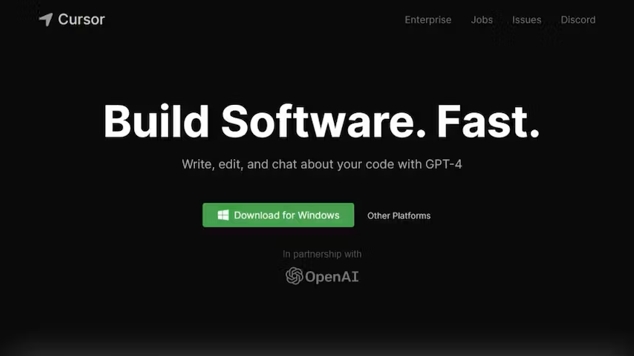 Cursor
Enterprise Jobs Issues Discord
Build Software. Fast.
Write, edit, and chat about your code with GPT-4
Download for Windows
Other Platforms
In partnership with
OpenAI